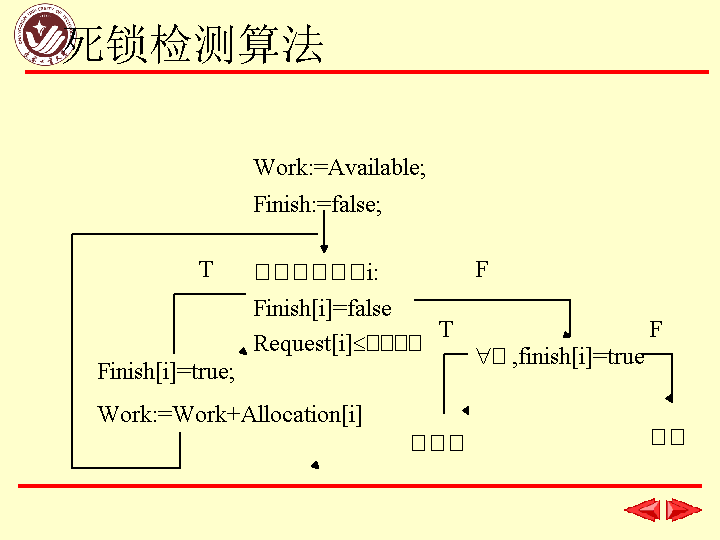 死锁检测算法
Work:=Available;
Finish:=false;
T
□□□□□□i:
F
Finish[i]=false
Request[i]≤□□□□
T
∀□ ,finish[i]=true
F
Finish[i]=true;
Work:=Work+Allocation[i]
□□□
□□